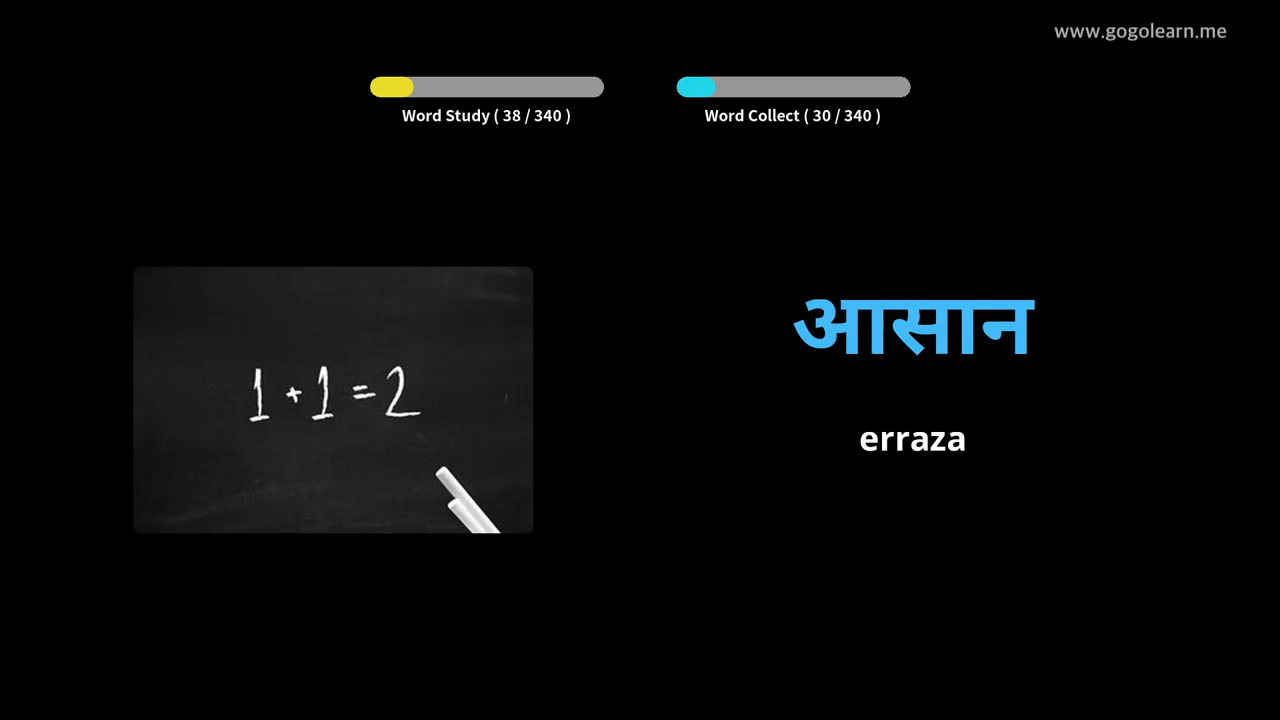 www.gogolearn.me
Word Study ( 38 / 340 )
Word Collect ( 30 / 340 )
1 + 1 = 2
आसान
erraza